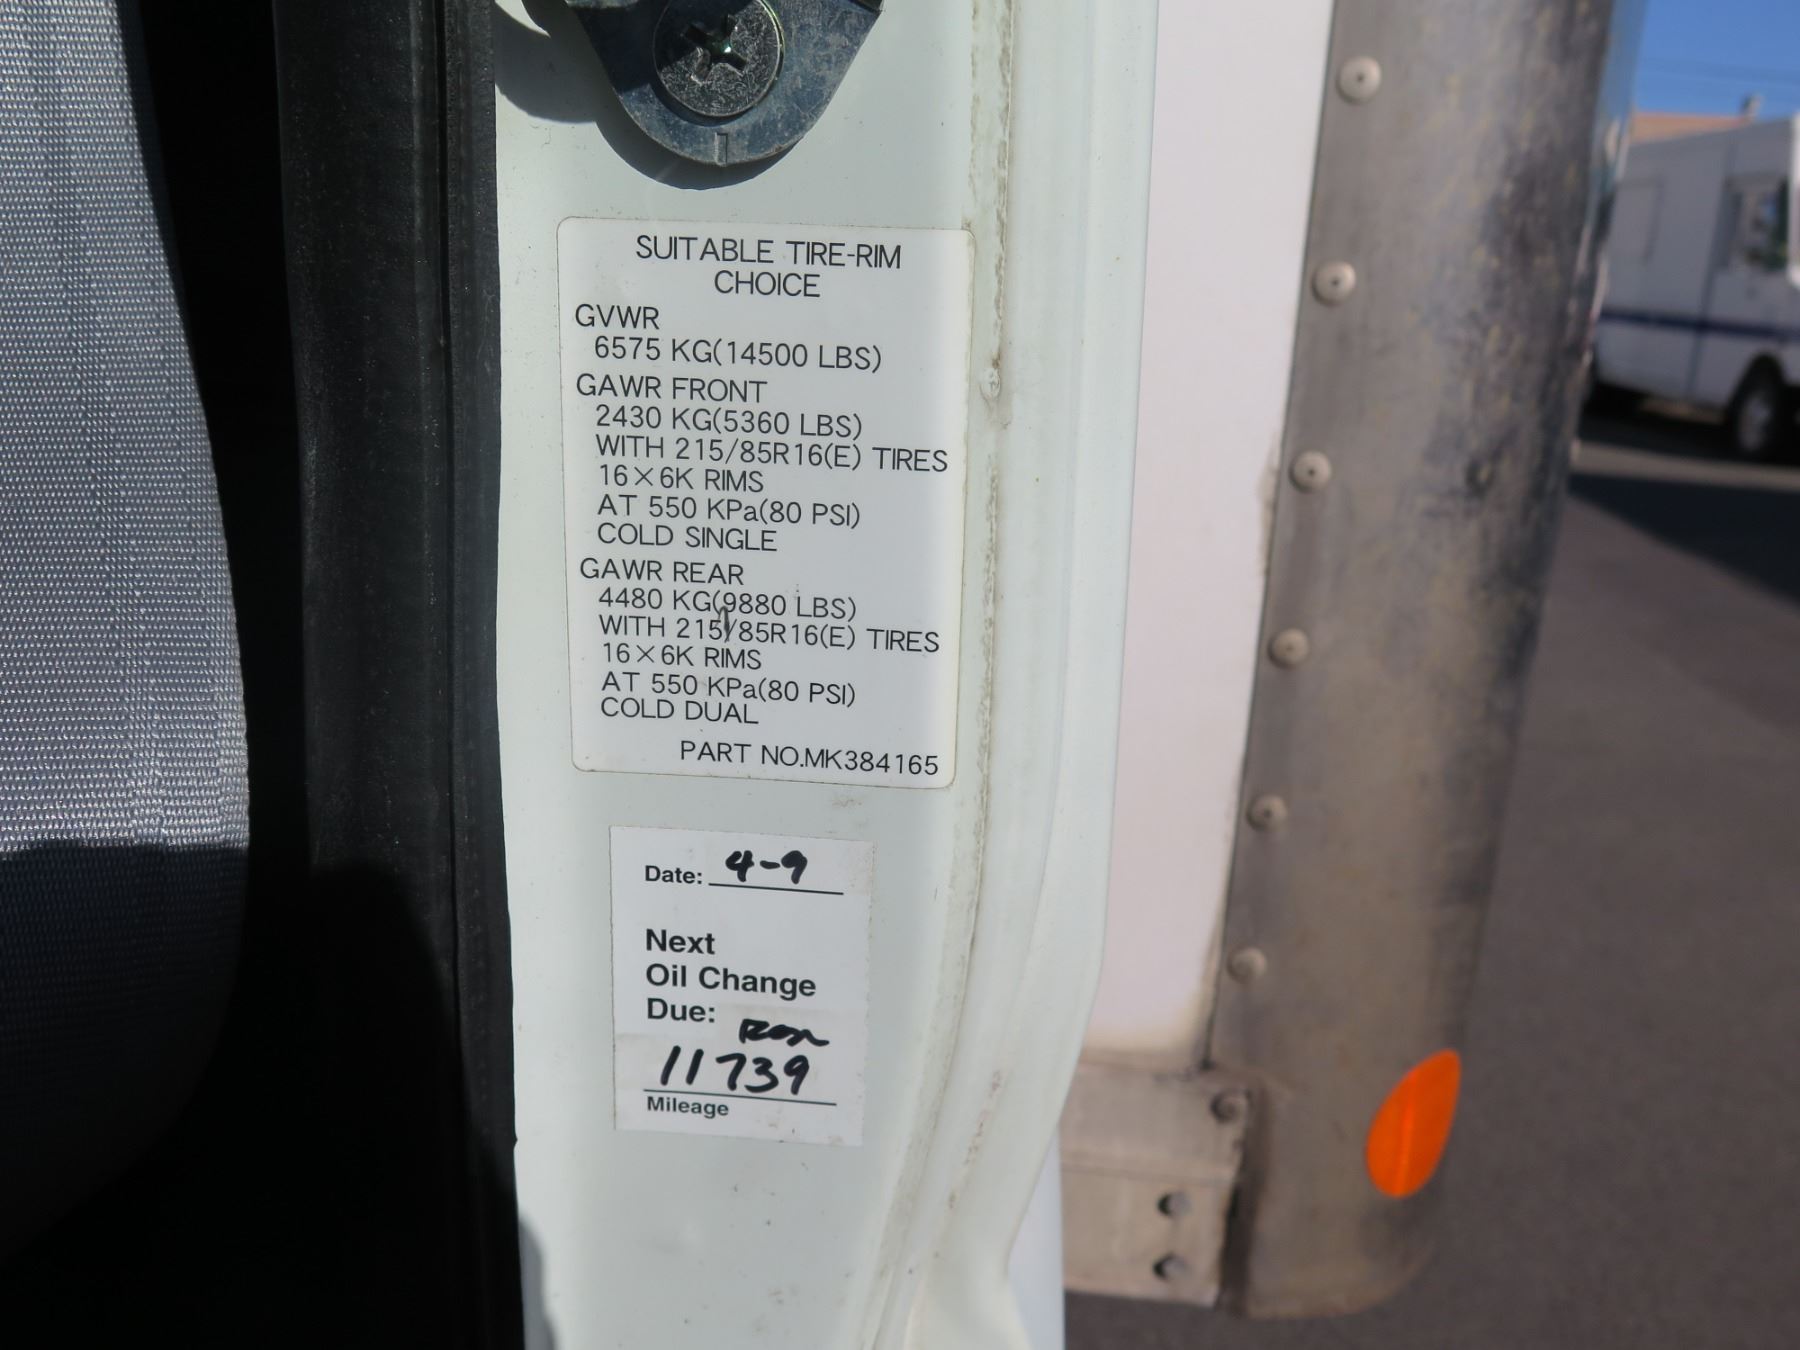 SUITABLE TIRE-RIM
CHOICE
GVWR
6575 KG(14500 LBS)
GAWR FRONT
2430 KG(5360 LBS)
WITH 215/85R16(E) TIRES
16×6K RIMS
AT 550 KPa(80 PSI)
COLD SINGLE
GAWR REAR
4480 KG(9880 LBS)
WITH 215/85R16(E) TIRES
16×6K RIMS
AT 550 KPa(80 PSI)
COLD DUAL
PART NO.MK384165
Date: 4-9
Next
Oil Change
Due:
11739
Mileage